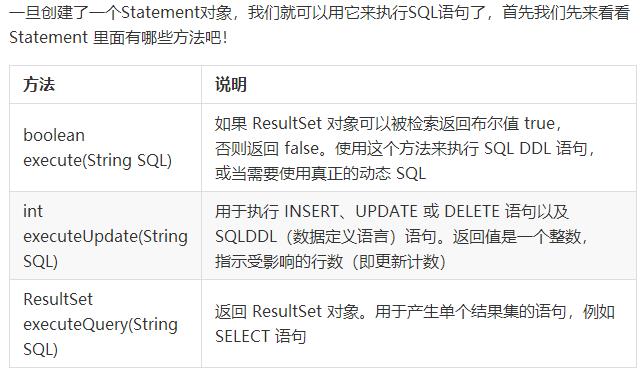 一旦创建了一个Statement对象，我们就可以用它来执行SQL语句了，首先我们先来看看
Statement 里面有哪些方法吧！
方法
说明
boolean
execute(String SQL)
如果 ResultSet 对象可以被检索返回布尔值 true，
否则返回 false。使用这个方法来执行 SQL DDL 语句，
或当需要使用真正的动态 SQL
int
executeUpdate(String
SQL)
用于执行 INSERT、UPDATE 或 DELETE 语句以及
SQLDDL（数据定义语言）语句。返回值是一个整数，
指示受影响的行数（即更新计数）
ResultSet
executeQuery(String
SQL)
返回 ResultSet 对象。用于产生单个结果集的语句，例如
SELECT 语句